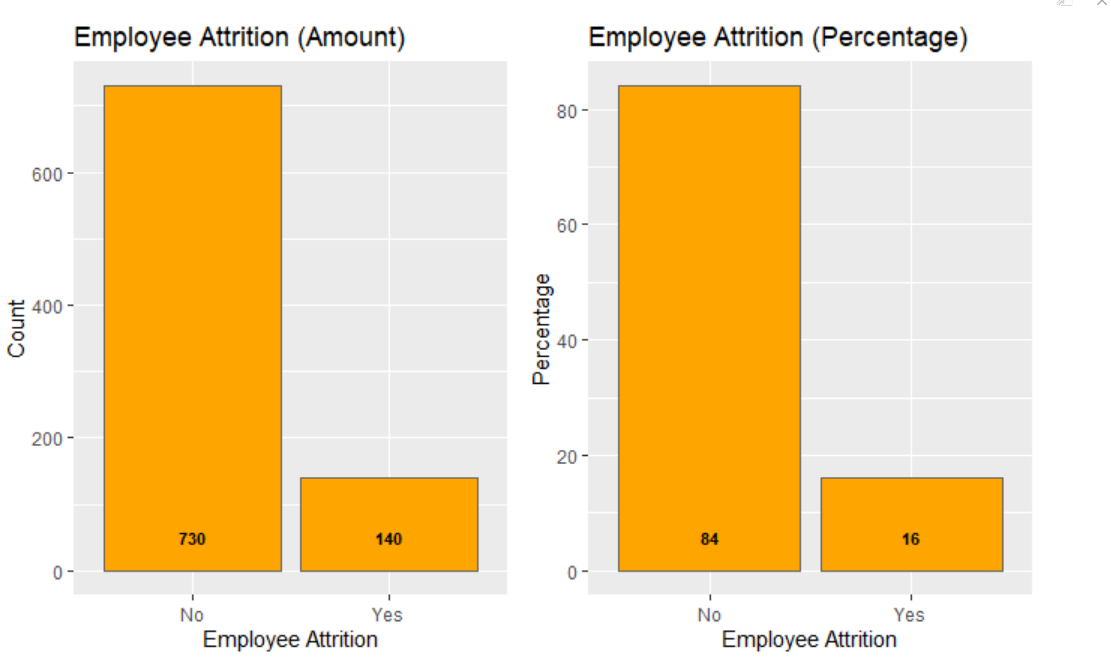 Employee Attrition (Amount)
Count
600
400
200
0
730
140
No
Yes
Employee Attrition
Employee Attrition (Percentage)
Percentage
80
60
40
20
0
84
16
No
Yes
Employee Attrition